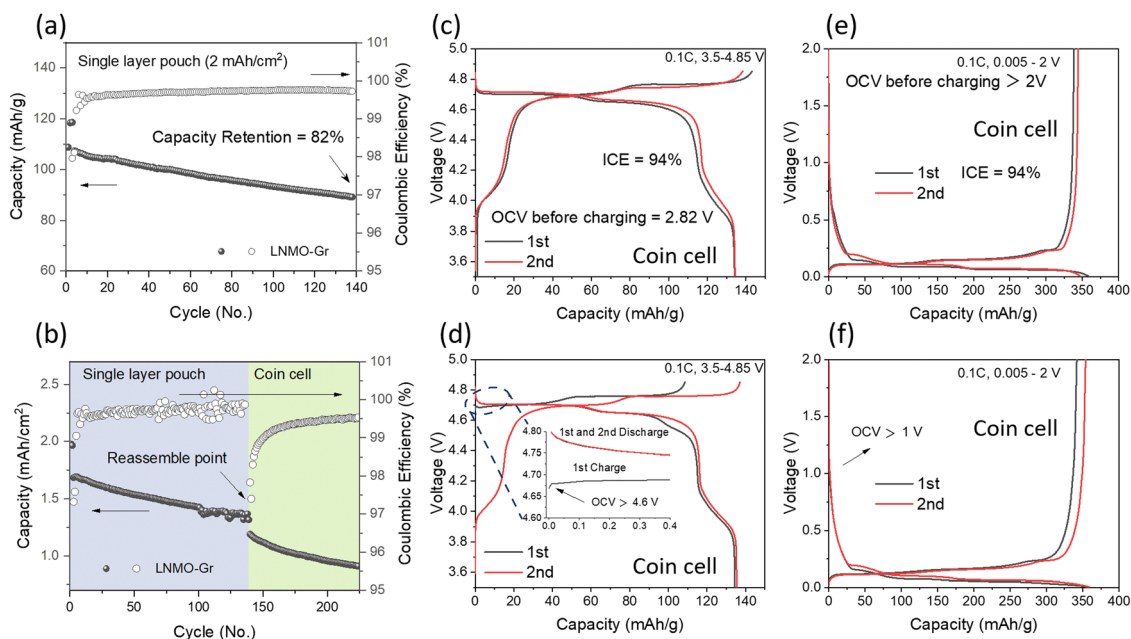 (a)
130
120
110
100
90
80
70
60
101
100
99
98
97
96
95
Single layer pouch (2 mAh/cm²)
Capacity Retention = 82%
LNMO-Gr
0 20 40 60 80 100 120 140
Cycle (No.)
Capacity (mAh/g)
Coulombic Efficiency (%)
(b)
2.5
2.0
1.5
1.0
101
100
99
98
97
96
95
Single layer pouch
Coin cell
Reassemble point
LNMO-Gr
0 50 100 150 200
Cycle (No.)
Capacity (mAh/cm²)
Coulombic Efficiency (%)
(c)
5.0
4.8
4.6
4.4
4.2
4.0
3.8
3.6
0.1C, 3.5-4.85 V
ICE = 94%
OCV before charging = 2.82 V
1st
2nd
Coin cell
0 20 40 60 80 100 120 140
Capacity (mAh/g)
Voltage (V)
(d)
5.0
4.8
4.6
4.4
4.2
4.0
3.8
3.6
0.1C, 3.5-4.85 V
4.80
4.75
4.70
4.65
4.60
1st and 2nd Discharge
1st Charge
OCV > 4.6 V
0.0 0.1 0.2 0.3 0.4
1st
2nd
Coin cell
0 20 40 60 80 100 120 140
Capacity (mAh/g)
Voltage (V)
(e)
2.0
1.5
1.0
0.5
0.0
0.1C, 0.005 - 2 V
OCV before charging > 2V
Coin cell
1st
2nd
ICE = 94%
0 50 100 150 200 250 300 350 400
Capacity (mAh/g)
Voltage (V)
(f)
2.0
1.5
1.0
0.5
0.0
0.1C, 0.005 - 2 V
Coin cell
OCV > 1 V
1st
2nd
0 50 100 150 200 250 300 350 400
Capacity (mAh/g)
Voltage (V)